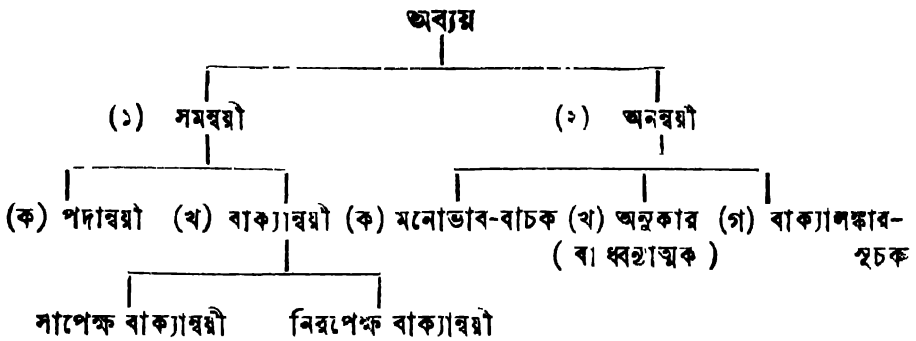 অব্যয়
(১) সমন্বয়ী (২) অনন্বয়ী
(ক) পদান্বয়ী (খ) বাক্যান্বয়ী (ক) মনোভাব-বাচক (খ) অনুকার (গ) বাক্যালঙ্কার-
( বা ধ্বন্যাত্মক ) সূচক
সাপেক্ষ বাক্যান্বয়ী নিরপেক্ষ বাক্যান্বয়ী